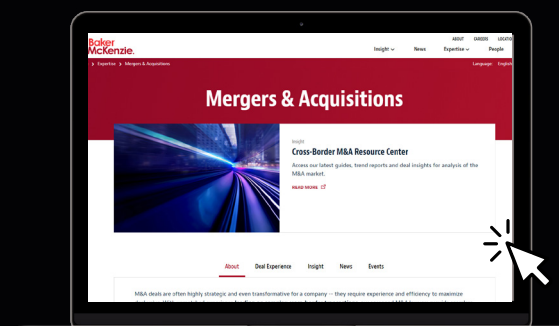 Baker
McKenzie.
ABOUT CAREERS
Insight News Expertise People
Expertise Mergers & Acquisitions Language: English
Mergers & Acquisitions
Insight
Cross-Border M&A Resource Center
Access our latest guides, trend reports and deal insights for analysis of the
M&A market.
READ MORE
About Deal Experience Insight News Events
M&A deals are often highly strategic and even transformative for a company — they require experience and efficiency to maximize